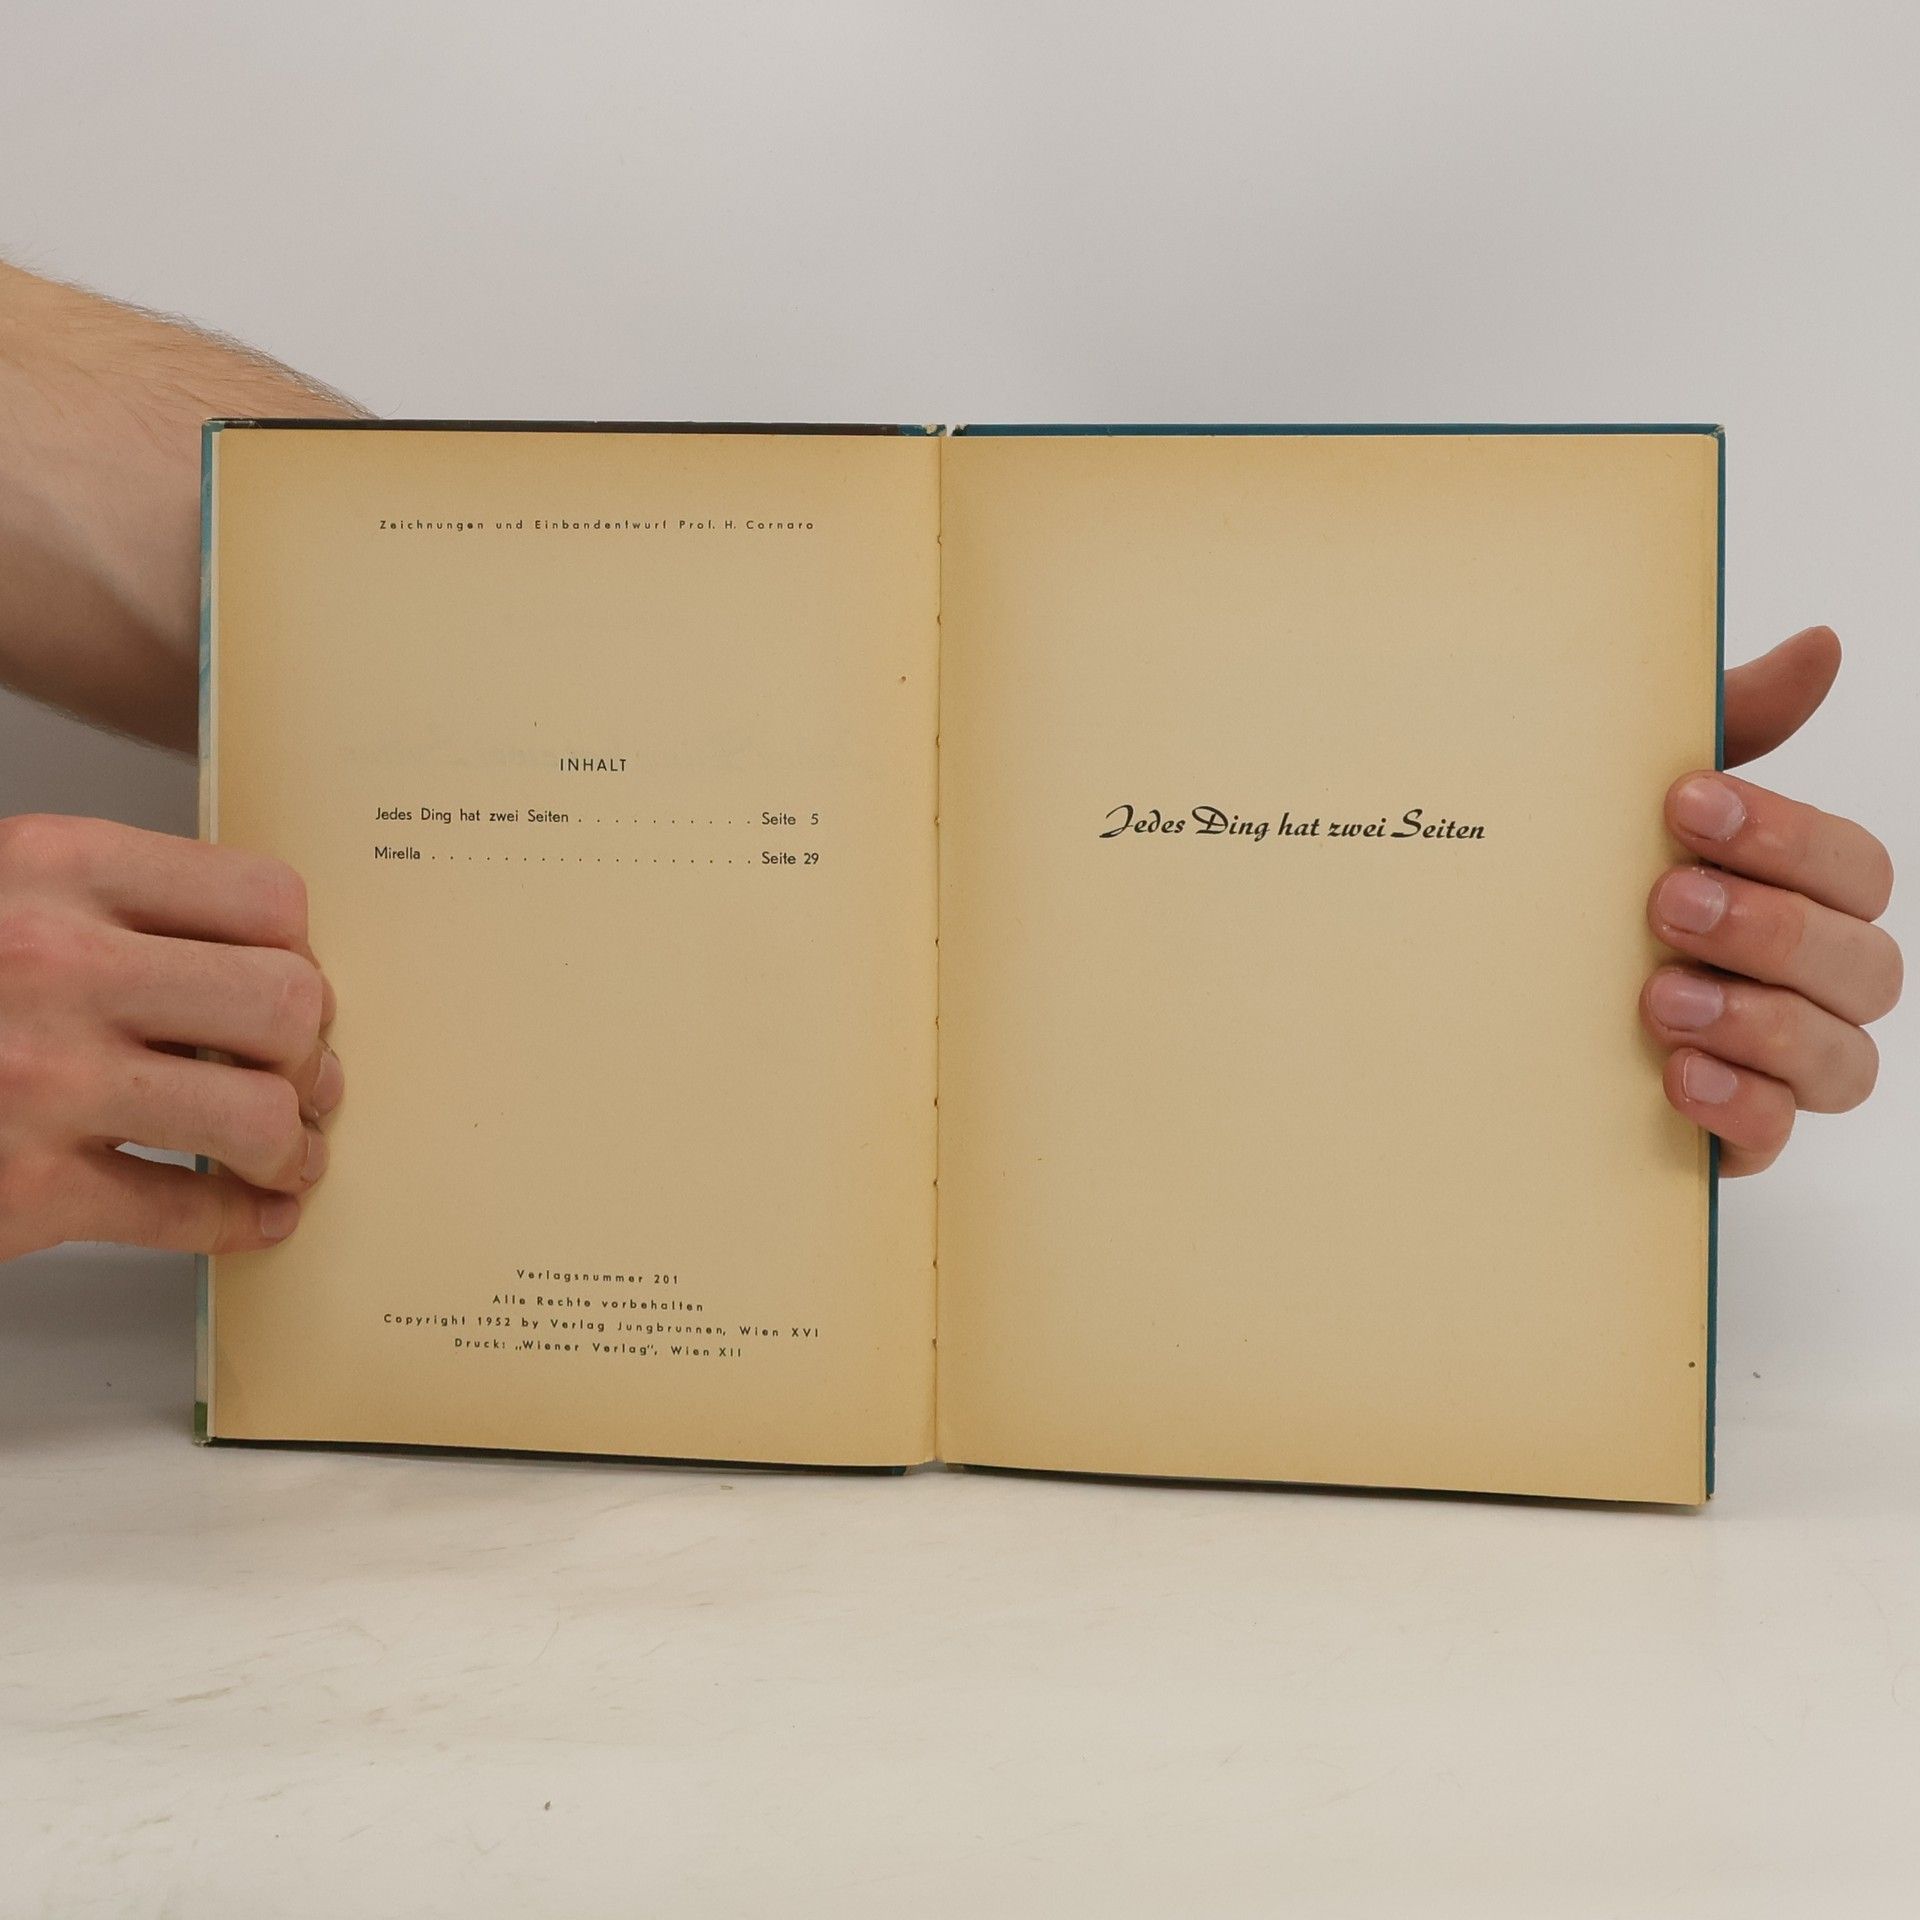 Zeichnungen und Einbandentwurf Prof. H. Cornaro
INHALT
Jedes Ding hat zwei Seiten . . . . . . . . . . . Seite 5
Mirella . . . . . . . . . . . . . . . . . . Seite 29
Verlagsnummer 201
Alle Rechte vorbehalten
Copyright 1952 by Verlag Jungbrunnen, Wien XVI
Druck: „Wiener Verlag“, Wien XII
Jedes Ding hat zwei Seiten